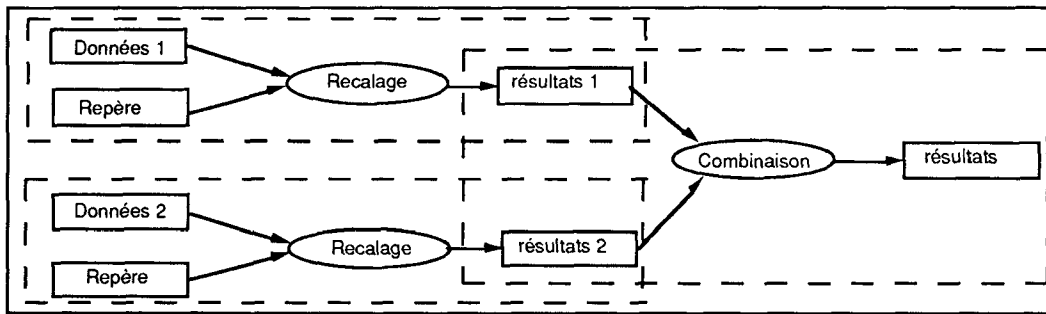 Données 1
Recalage
résultats 1
Repère
Combinaison
résultats
Données 2
Recalage
résultats 2
Repère